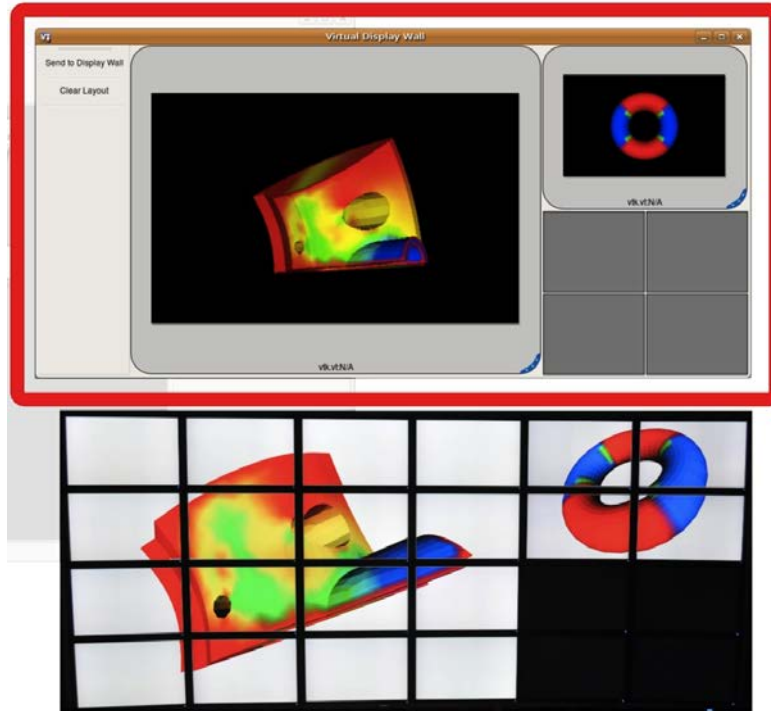 Virtual Display Wall
Send to Display Wall
Clear Layout
vtk.vt:N/A
vtk.vt:N/A